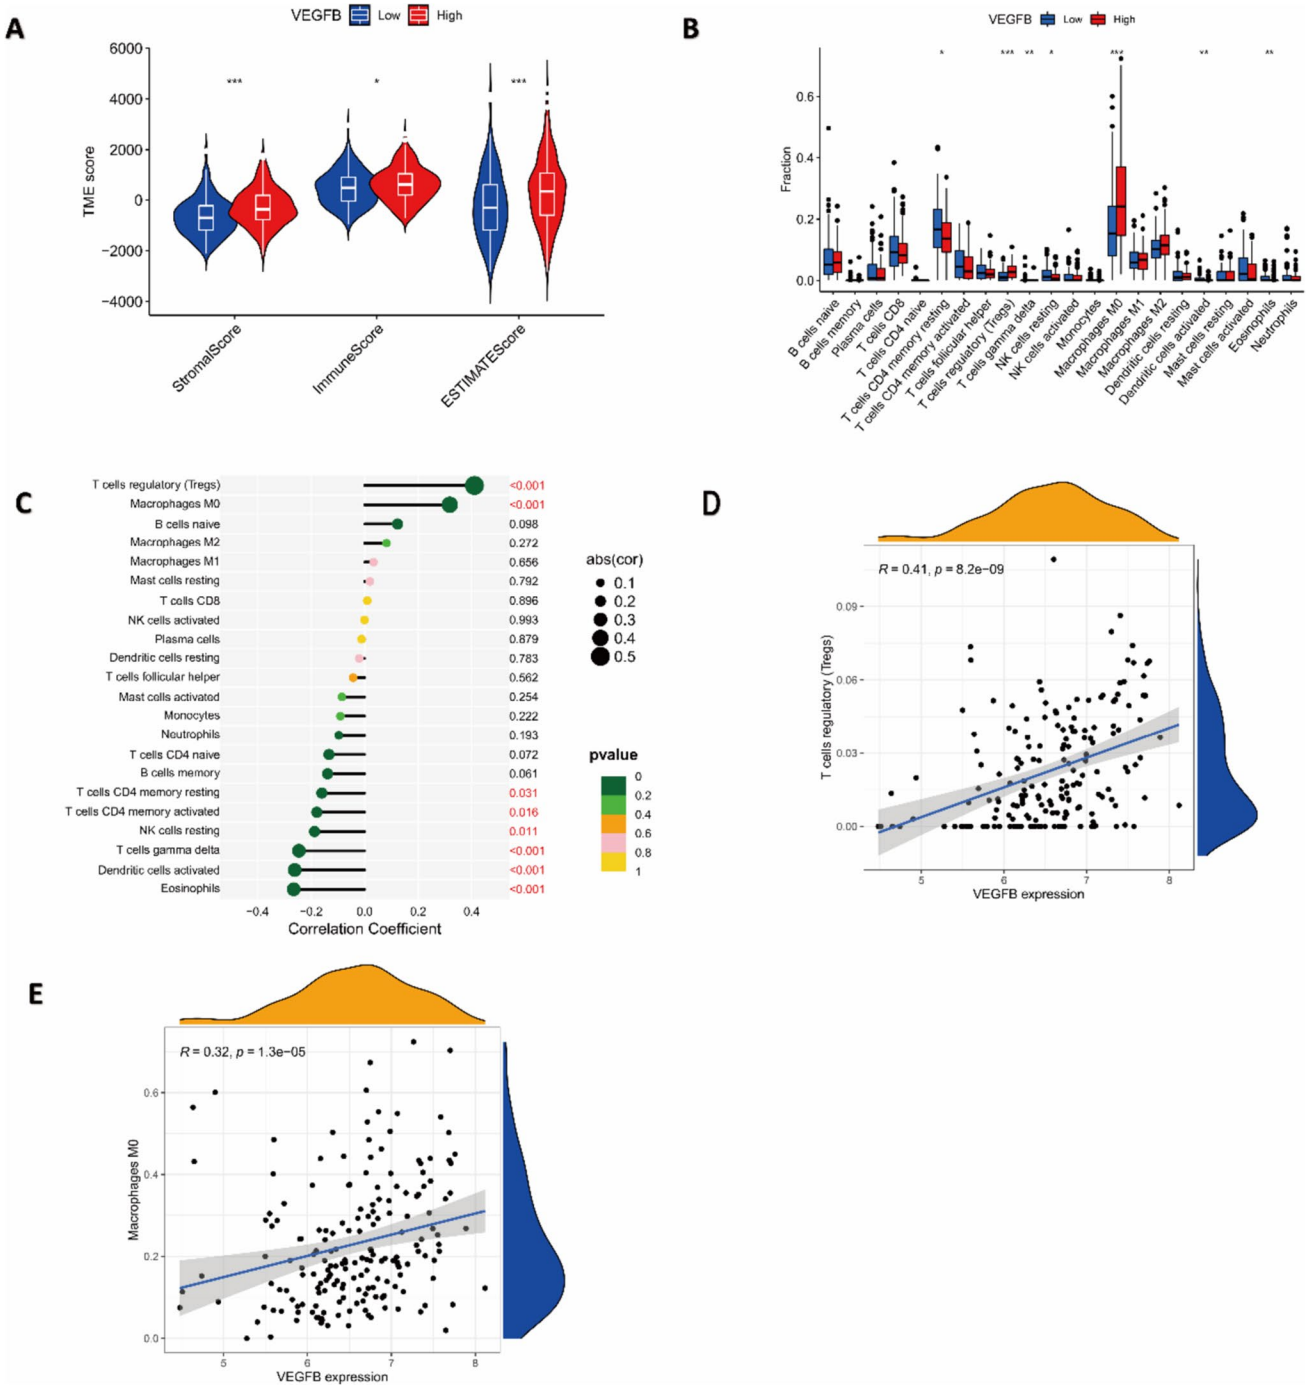 A
VEGFB Low High
TME score
6000
4000
2000
0
−2000
−4000
***
*
***
StromalScore
ImmuneScore
ESTIMATEScore
B
VEGFB Low High
Fraction
0.6
0.4
0.2
0.0
*
***
**
*
***
**
**
B cells naive
B cells memory
Plasma cells
T cells CD8
T cells CD4 naive
T cells CD4 memory resting
T cells CD4 memory activated
T cells follicular helper
T cells regulatory (Tregs)
T cells gamma delta
NK cells resting
NK cells activated
Monocytes
Macrophages M0
Macrophages M1
Macrophages M2
Dendritic cells resting
Dendritic cells activated
Mast cells resting
Mast cells activated
Eosinophils
Neutrophils
C
T cells regulatory (Tregs) <0.001
Macrophages M0 <0.001
B cells naive 0.098
Macrophages M2 0.272
Macrophages M1 0.656
Mast cells resting 0.792
T cells CD8 0.896
NK cells activated 0.993
Plasma cells 0.879
Dendritic cells resting 0.783
T cells follicular helper 0.562
Mast cells activated 0.254
Monocytes 0.222
Neutrophils 0.193
T cells CD4 naive 0.072
B cells memory 0.061
T cells CD4 memory resting 0.031
T cells CD4 memory activated 0.016
NK cells resting 0.011
T cells gamma delta <0.001
Dendritic cells activated <0.001
Eosinophils <0.001
−0.4 −0.2 0.0 0.2 0.4
Correlation Coefficient
abs(cor)
0.1
0.2
0.3
0.4
0.5
pvalue
0
0.2
0.4
0.6
0.8
1
D
R = 0.41, p = 8.2e−09
T cells regulatory (Tregs)
0.09
0.06
0.03
0.00
5 6 7 8
VEGFB expression
E
R = 0.32, p = 1.3e−05
Macrophages M0
0.6
0.4
0.2
0.0
5 6 7 8
VEGFB expression